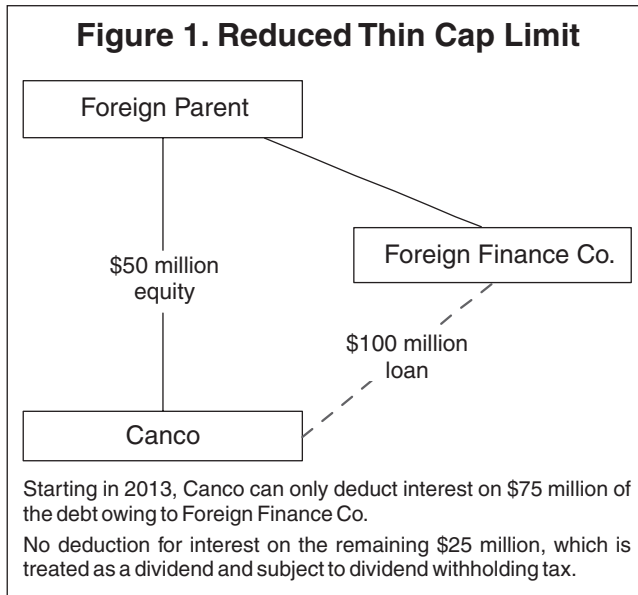 Figure 1. Reduced Thin Cap Limit
Foreign Parent
Foreign Finance Co.
$50 million
equity
$100 million
loan
Canco
Starting in 2013, Canco can only deduct interest on $75 million of
the debt owing to Foreign Finance Co.
No deduction for interest on the remaining $25 million, which is
treated as a dividend and subject to dividend withholding tax.